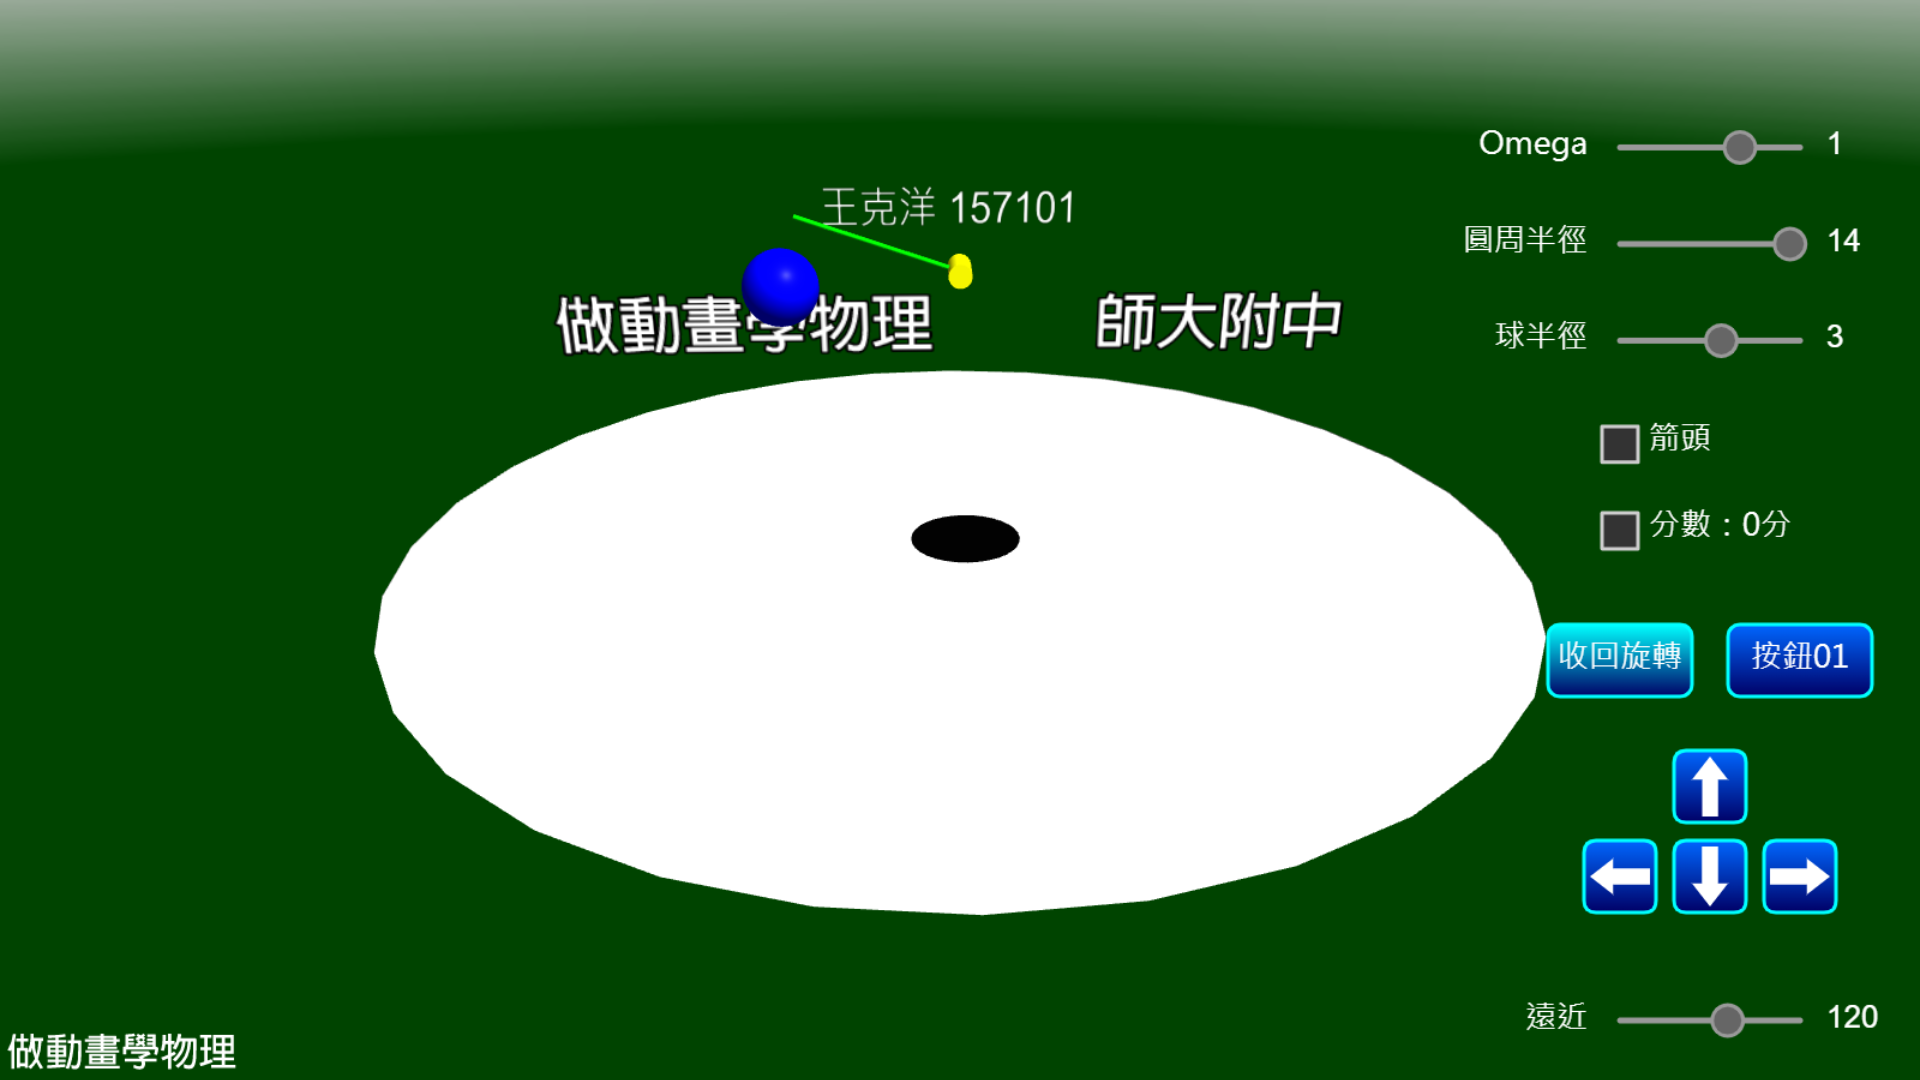 Omega 1
王克洋 157101
圓周半徑 14
做動畫學物理 師大附中
球半徑 3
箭頭
分數：0分
收回旋轉 按鈕01
遠近 120
做動畫學物理